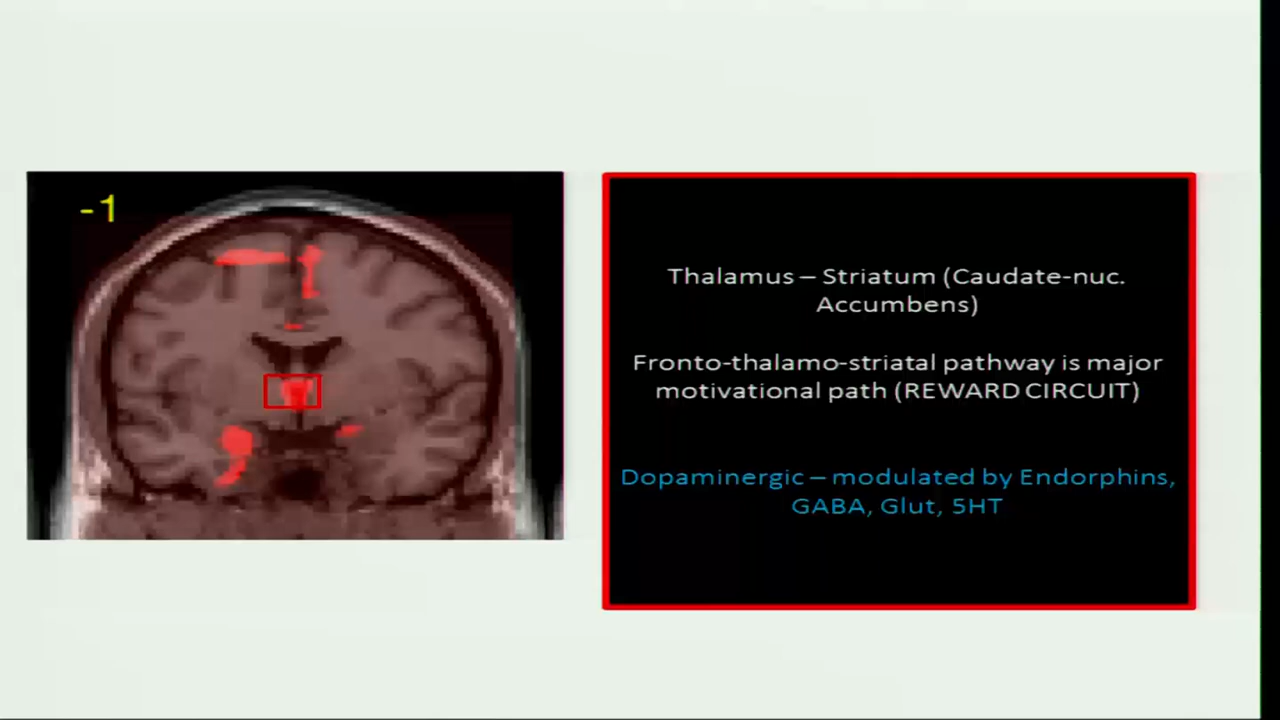 -1
Thalamus – Striatum (Caudate-nuc.
Accumbens)
Fronto-thalamo-striatal pathway is major
motivational path (REWARD CIRCUIT)
Dopaminergic – modulated by Endorphins,
GABA, Glut, 5HT